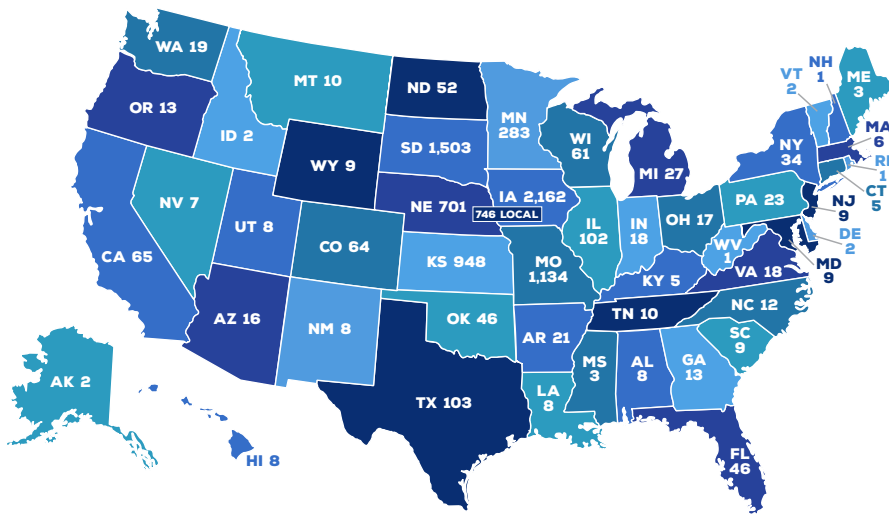 WA 19
MT 10
ND 52
MN
283
VT
2
NH
1
ME
3
OR 13
ID 2
SD 1,503
WI
61
MI 27
NY
34
MA
6
RI
1
CT
5
WY 9
NV 7
NE 701
IA 2,162
746 LOCAL
IL
102
IN
18
OH 17
PA 23
NJ
9
DE
2
MD
9
CA 65
UT 8
CO 64
KS 948
MO
1,134
WV
1
VA 18
KY 5
NC 12
TN 10
SC
9
AZ 16
NM 8
OK 46
AR 21
MS
3
AL
8
GA
13
AK 2
TX 103
LA
8
HI 8
FL
46